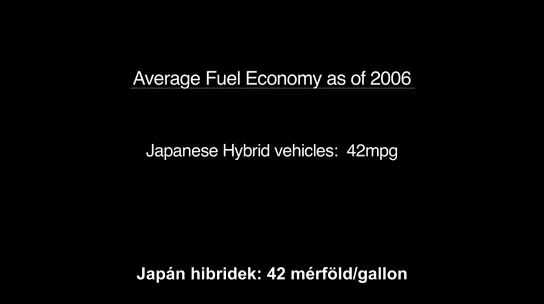 Average Fuel Economy as of 2006
Japanese Hybrid vehicles: 42mpg
Japán hibridek: 42 mérföld/gallon